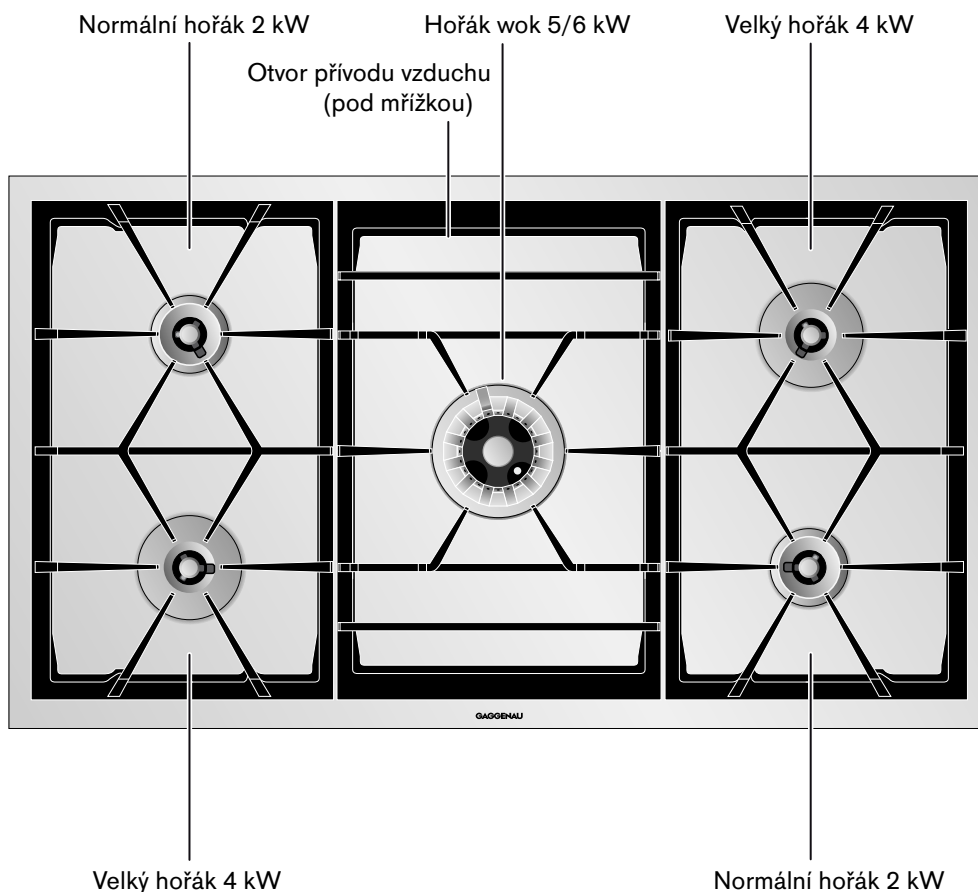 Normální hořák 2 kW
Hořák wok 5/6 kW
Velký hořák 4 kW
Otvor přívodu vzduchu
(pod mřížkou)
GAGGENAU
Velký hořák 4 kW
Normální hořák 2 kW